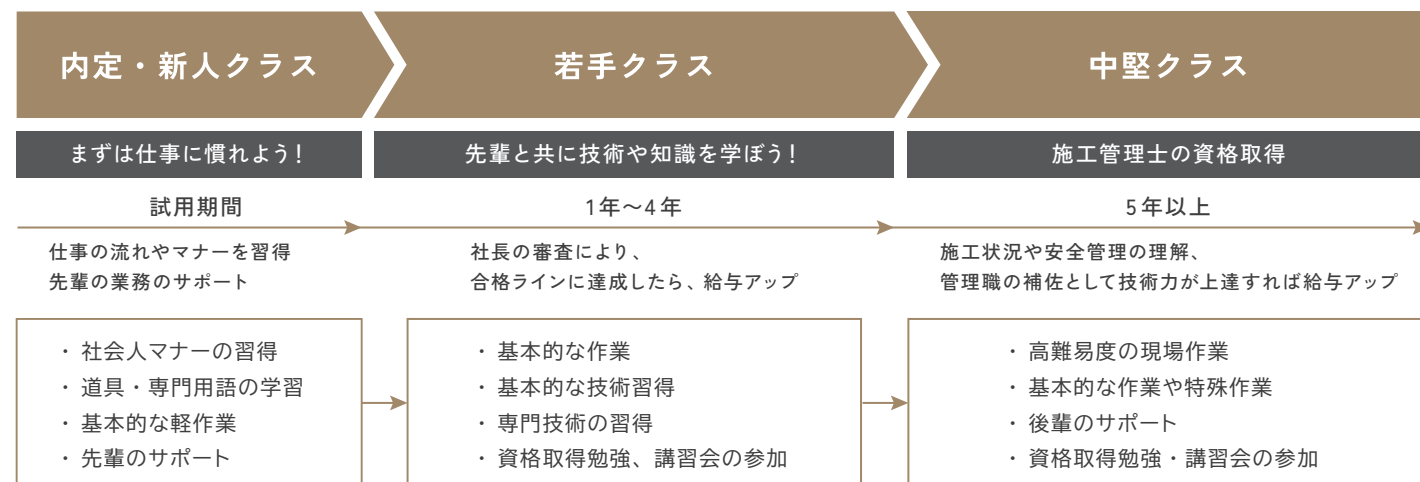 内定・新人クラス
若手クラス
中堅クラス
まずは仕事に慣れよう!
先輩と共に技術や知識を学ぼう!
施工管理士の資格取得
試用期間
1年〜4年
5年以上
仕事の流れやマナーを習得
先輩の業務のサポート
社長の審査により、
合格ラインに達成したら、給与アップ
施工状況や安全管理の理解、
管理職の補佐として技術力が上達すれば給与アップ
・社会人マナーの習得
・道具・専門用語の学習
・基本的な軽作業
・先輩のサポート
・基本的な作業
・基本的な技術習得
・専門技術の習得
・資格取得勉強、講習会の参加
・高難易度の現場作業
・基本的な作業や特殊作業
・後輩のサポート
・資格取得勉強・講習会の参加